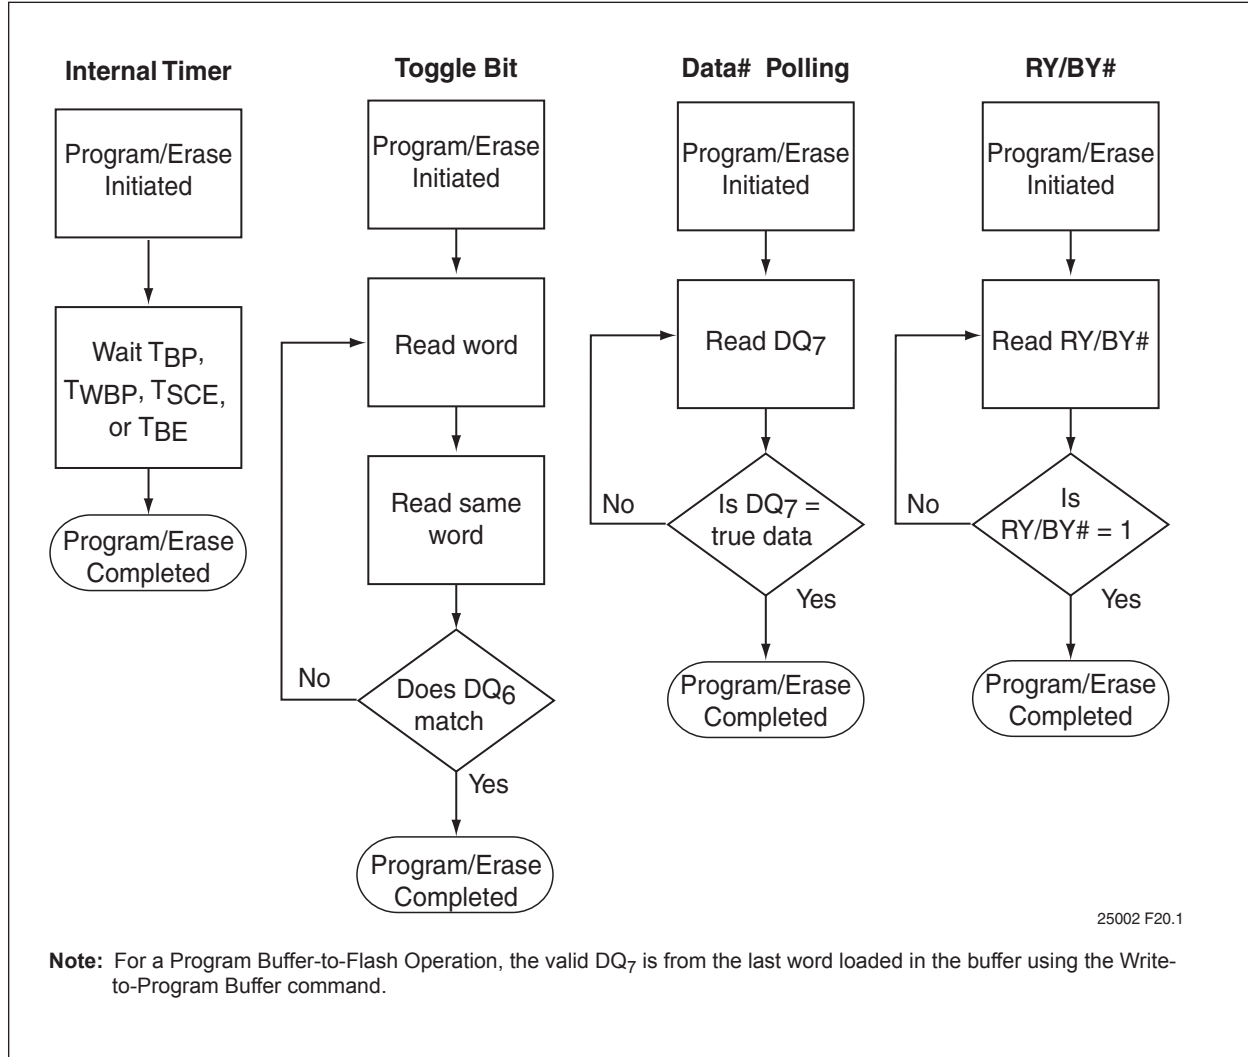 Internal Timer
Program/Erase
Initiated
Wait TBP,
TWBP, TSCE,
or TBE
Program/Erase
Completed
Toggle Bit
Program/Erase
Initiated
Read word
Read same
word
Does DQ6
match
No
Yes
Program/Erase
Completed
Data# Polling
Program/Erase
Initiated
Read DQ7
Is DQ7 =
true data
No
Yes
Program/Erase
Completed
RY/BY#
Program/Erase
Initiated
Read RY/BY#
Is
RY/BY# = 1
No
Yes
Program/Erase
Completed
25002 F20.1
Note: For a Program Buffer-to-Flash Operation, the valid DQ7 is from the last word loaded in the buffer using the Write-
to-Program Buffer command.